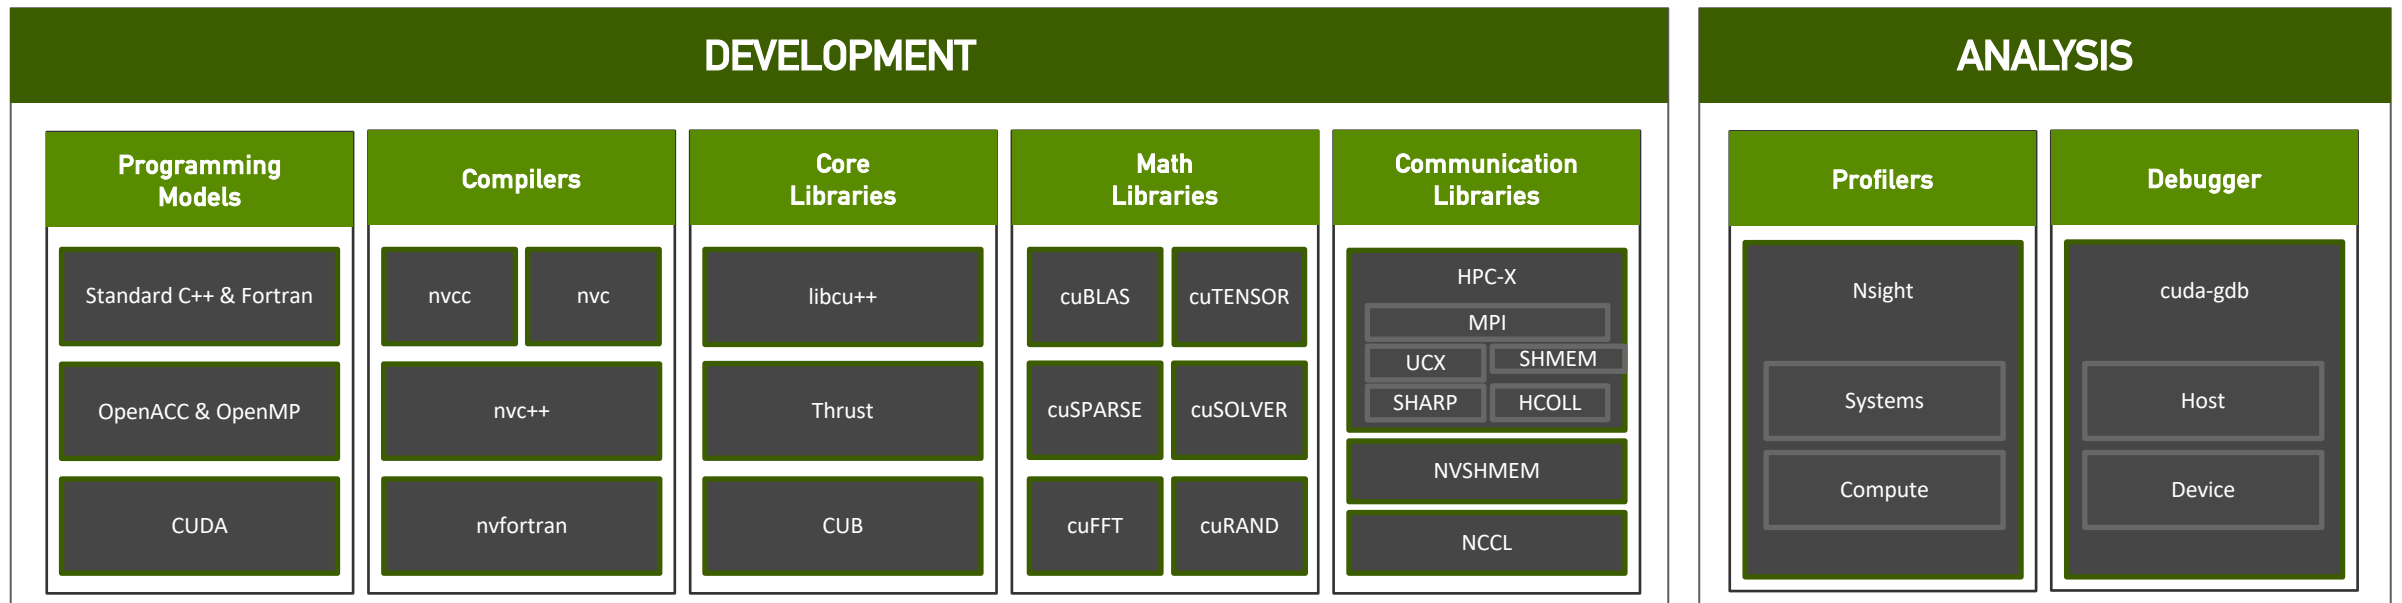 DEVELOPMENT
ANALYSIS
Programming
Models
Compilers
Core
Libraries
Math
Libraries
Communication
Libraries
Profilers
Debugger
Standard C++ & Fortran
OpenACC & OpenMP
CUDA
nvcc
nvc
nvc++
nvfortran
libcu++
Thrust
CUB
cuBLAS
cuTENSOR
cuSPARSE
cuSOLVER
cuFFT
cuRAND
HPC-X
MPI
UCX
SHMEM
SHARP
HCOLL
NVSHMEM
NCCL
Nsight
Systems
Compute
cuda-gdb
Host
Device